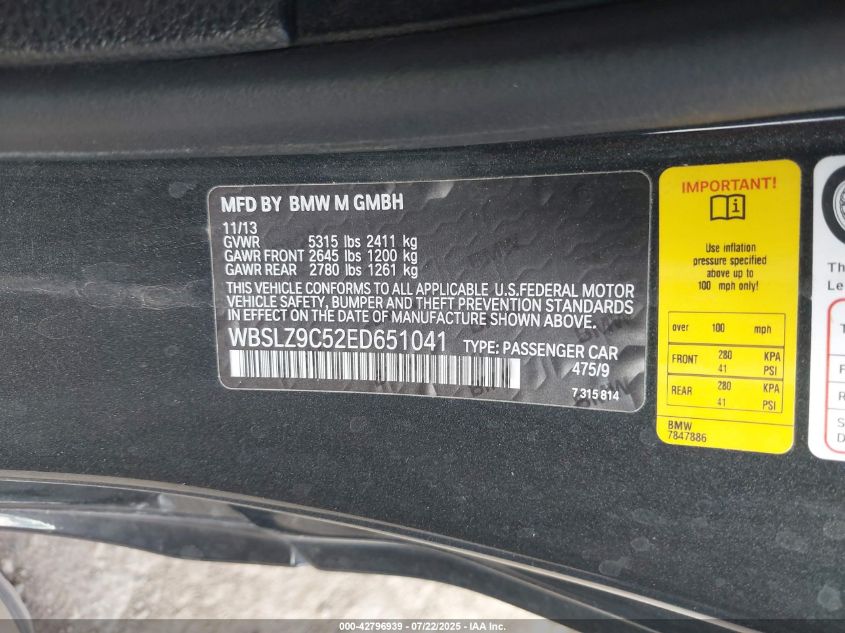 MFD BY BMW M GMBH
11/13
GVWR 5315 lbs 2411 kg
GAWR FRONT 2645 lbs 1200 kg
GAWR REAR 2780 lbs 1261 kg
THIS VEHICLE CONFORMS TO ALL APPLICABLE U.S.FEDERAL MOTOR
VEHICLE SAFETY, BUMPER AND THEFT PREVENTION STANDARDS
IN EFFECT ON THE DATE OF MANUFACTURE SHOWN ABOVE.
WBSLZ9C52ED651041 TYPE: PASSENGER CAR
475/9
7 315 814
IMPORTANT!
i
Use inflation
pressure specified
above up to
100 mph only!
over 100 mph
FRONT 280 KPA
41 PSI
REAR 280 KPA
41 PSI
BMW
7847886
Th
Le
T
F
R
S
D
000-42796939 / 07/22/2025 / IAA Inc.